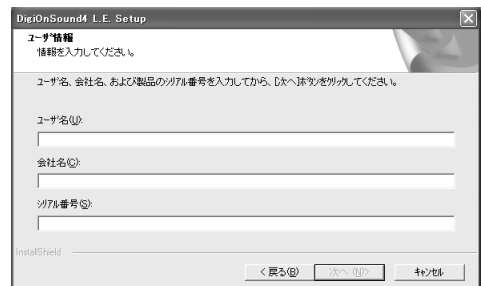 DigiOnSound4 L.E. Setup
ユーザ情報
情報を入力してください。
ユーザ名、会社名、および製品のシリアル番号を入力してから、[次へ]ボタンをクリックしてください。
ユーザ名(U):
会社名(C):
シリアル番号(S):
InstallShield
< 戻る(B)
次へ (N)>
キャンセル